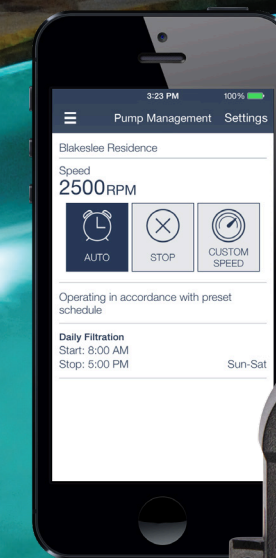 3:23 PM 100%
Pump Management Settings
Blakeslee Residence
Speed
2500RPM
AUTO STOP CUSTOM SPEED
Operating in accordance with preset
schedule
Daily Filtration
Start: 8:00 AM
Stop: 5:00 PM Sun-Sat